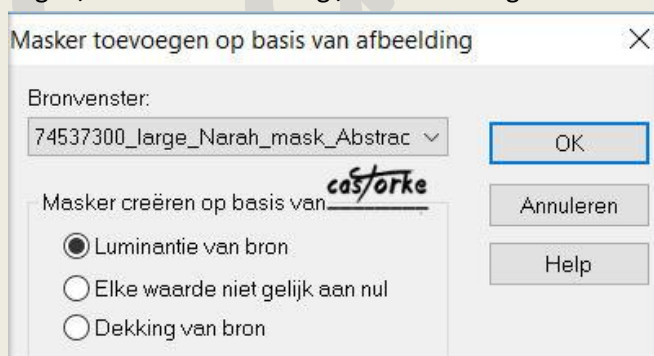 Masker toevoegen op basis van afbeelding
Bronvenster:
74537300_large_Narah_mask_Abstrac
OK
castorke
Masker creëren op basis van
Annuleren
Luminantie van bron
Help
Elke waarde niet gelijk aan nul
Dekking van bron